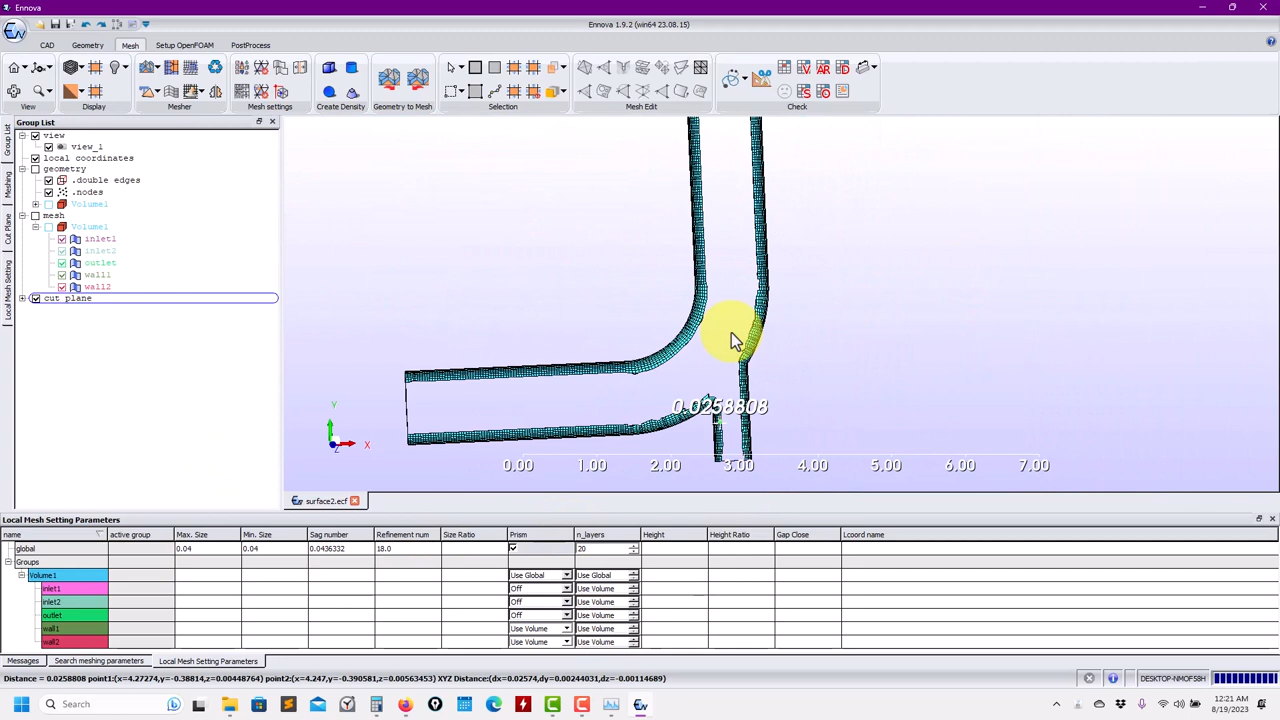 Ennova
Ennova 1.9.2 (win64 23.08.15)
CAD Geometry Mesh Setup OpenFOAM PostProcess
View Display Mesher Mesh settings Create Density Geometry to Mesh Selection Mesh Edit Check
Group List
view
view_1
local coordinates
geometry
.double edges
.nodes
Volume1
mesh
Volume1
inlet1
inlet2
outlet
wall1
wall2
cut plane
Group List
Meshing
Cut Plane
Local Mesh Setting
0.0258808
0.00 1.00 2.00 3.00 4.00 5.00 6.00 7.00
Y
X
Z
surface2.ecf
Local Mesh Setting Parameters
name active group Max. Size Min. Size Sag number Refinement num Size Ratio Prism n_layers Height Height Ratio Gap Close Lcoord name
global 0.04 0.04 0.0436332 18.0 20
Groups
Volume1 Use Global Use Global
inlet1 Off Use Volume
inlet2 Off Use Volume
outlet Off Use Volume
wall1 Use Volume Use Volume
wall2 Use Volume Use Volume
Messages Search meshing parameters Local Mesh Setting Parameters
Distance = 0.0258808 point1:(x=4.27274,y=-0.38814,z=0.00448764) point2:(x=4.247,y=-0.390581,z=0.00563453) XYZ Distance:(dx=0.02574,dy=0.00244031,dz=-0.00114689)
DESKTOP-NMOFS8H
Search
12:21 AM
8/19/2023